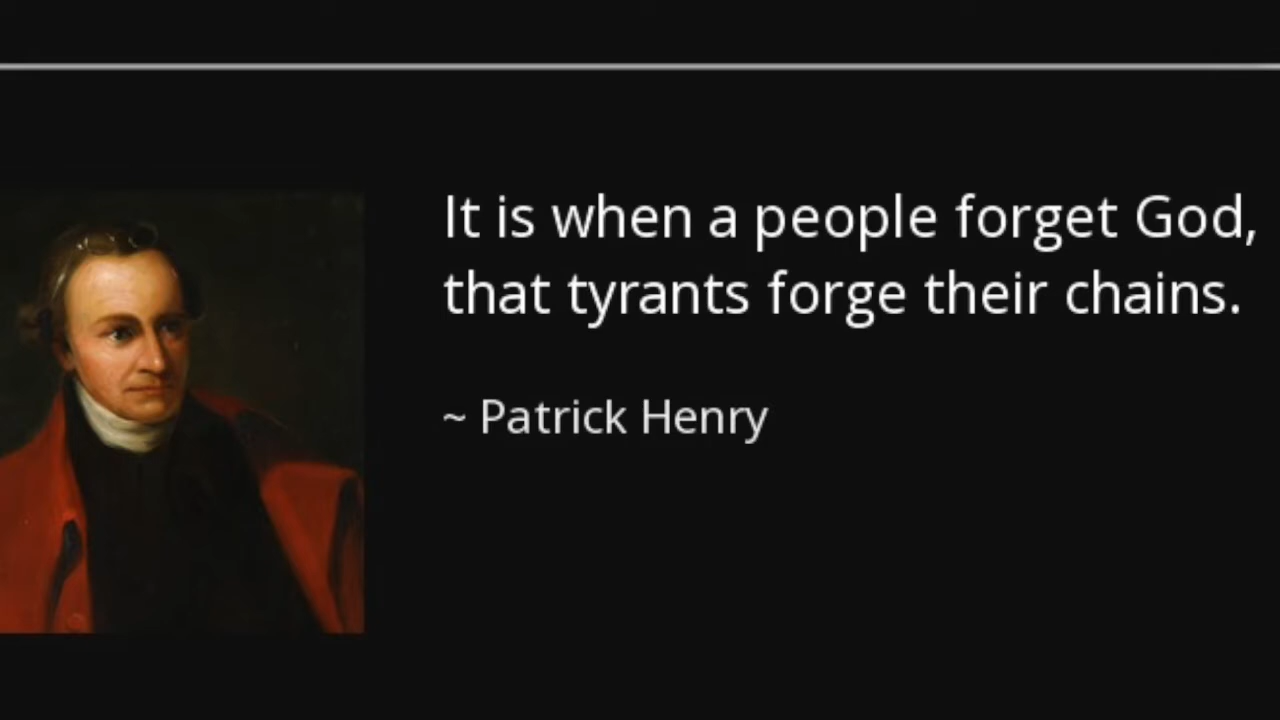 It is when a people forget God,
that tyrants forge their chains.
~ Patrick Henry